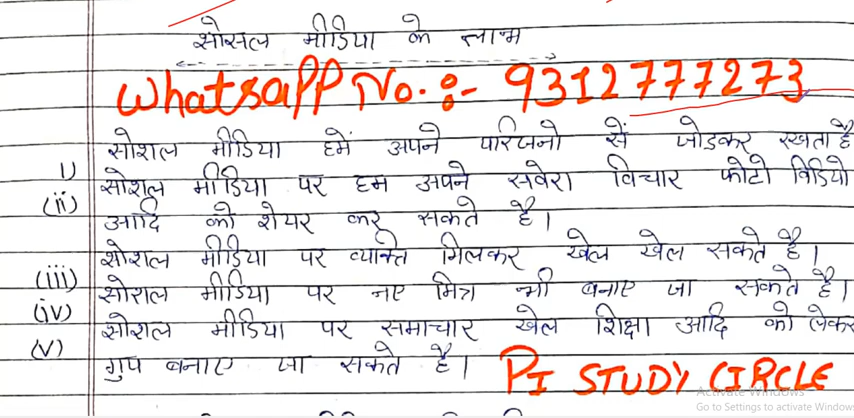 सोसल मीडिया के लाभ
Whatsapp No. :- 9312777273
i) सोशल मीडिया हमें अपने परिजनो सें जोडकर रखता है
(ii) सोशल मीडिया पर हम अपने सवेरा विचार फोटो विडियो
आदि को शेयर कर सकते है।
(iii) शोशल मीडिया पर व्यक्ति मिलकर खेल खेल सकते है।
(iv) सोशल मीडिया पर नए मित्र भी बनाए जा सकते है।
(v) सोशल मीडिया पर समाचार खेल शिक्षा आदि को लेकर
गुप बनाए जा सकते है।
PI STUDY CIRCLE
Activate Windows
Go to Settings to activate Windows